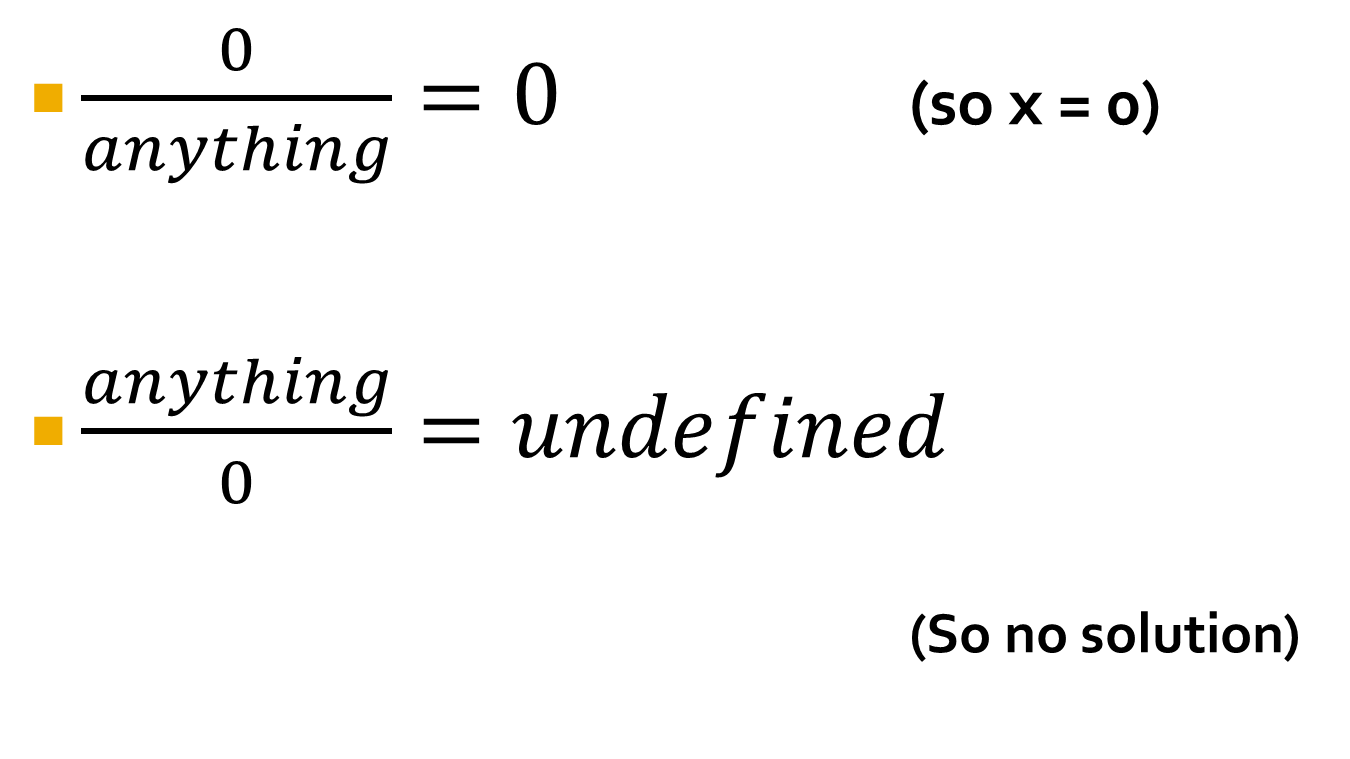 0/anything = 0 (so x = 0)
anything/0 = undefined
(So no solution)